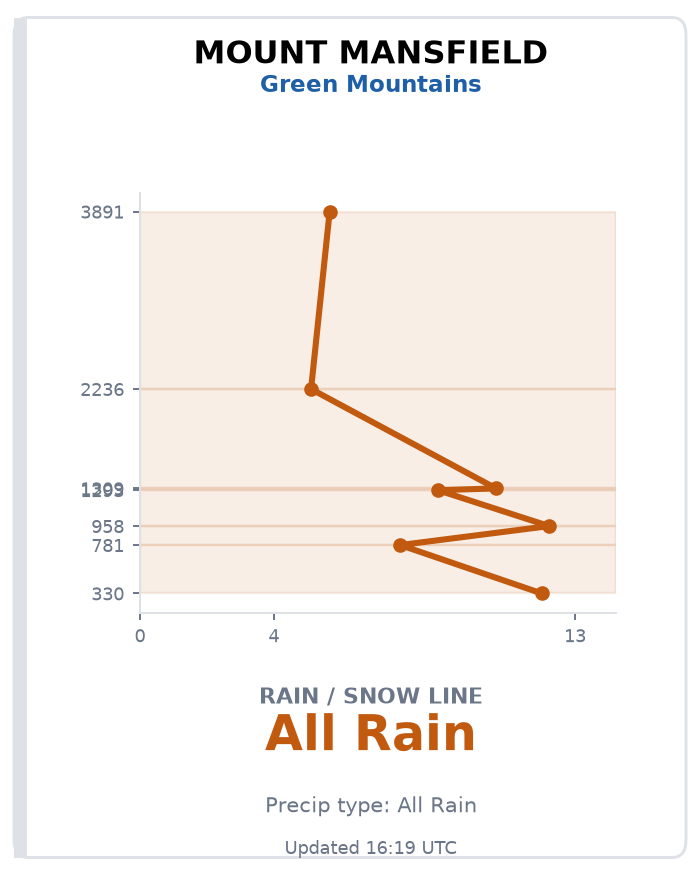 MOUNT MANSFIELD
Green Mountains
3891
2236
958
781
330
0 4 13
RAIN / SNOW LINE
All Rain
Precip type: All Rain
Updated 16:19 UTC